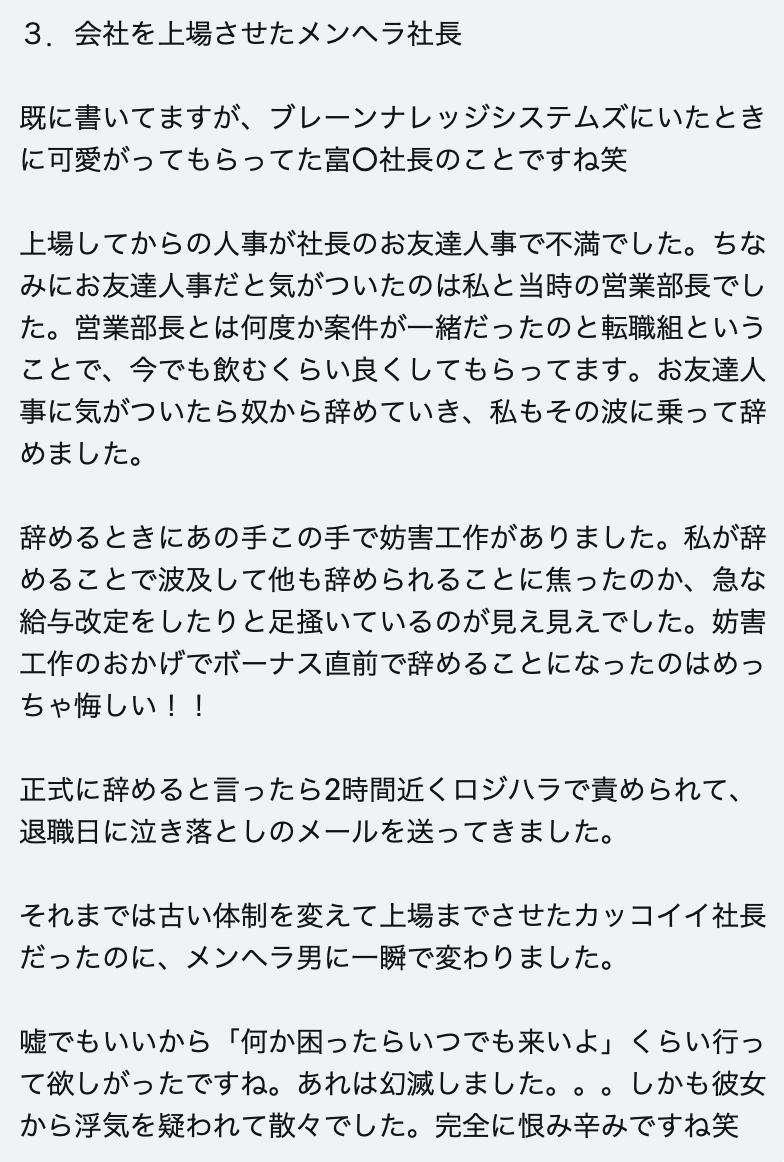 ３．会社を上場させたメンヘラ社長
既に書いてますが、ブレーンナレッジシステムズにいたとき
に可愛がってもらってた富〇社長のことですね笑
上場してからの人事が社長のお友達人事で不満でした。ちな
みにお友達人事だと気がついたのは私と当時の営業部長でし
た。営業部長とは何度か案件が一緒だったのと転職組という
ことで、今でも飲むくらい良くしてもらってます。お友達人
事に気がついたら奴から辞めていき、私もその波に乗って辞
めました。
辞めるときにあの手この手で妨害工作がありました。私が辞
めることで波及して他も辞められることに焦ったのか、急な
給与改定をしたりと足掻いているのが見え見えでした。妨害
工作のおかげでボーナス直前で辞めることになったのはめっ
ちゃ悔しい！！
正式に辞めると言ったら2時間近くロジハラで責められて、
退職日に泣き落としのメールを送ってきました。
それまでは古い体制を変えて上場までさせたカッコイイ社長
だったのに、メンヘラ男に一瞬で変わりました。
嘘でもいいから「何か困ったらいつでも来いよ」くらい行っ
て欲しがったですね。あれは幻滅しました。。。しかも彼女
から浮気を疑われて散々でした。完全に恨み辛みですね笑